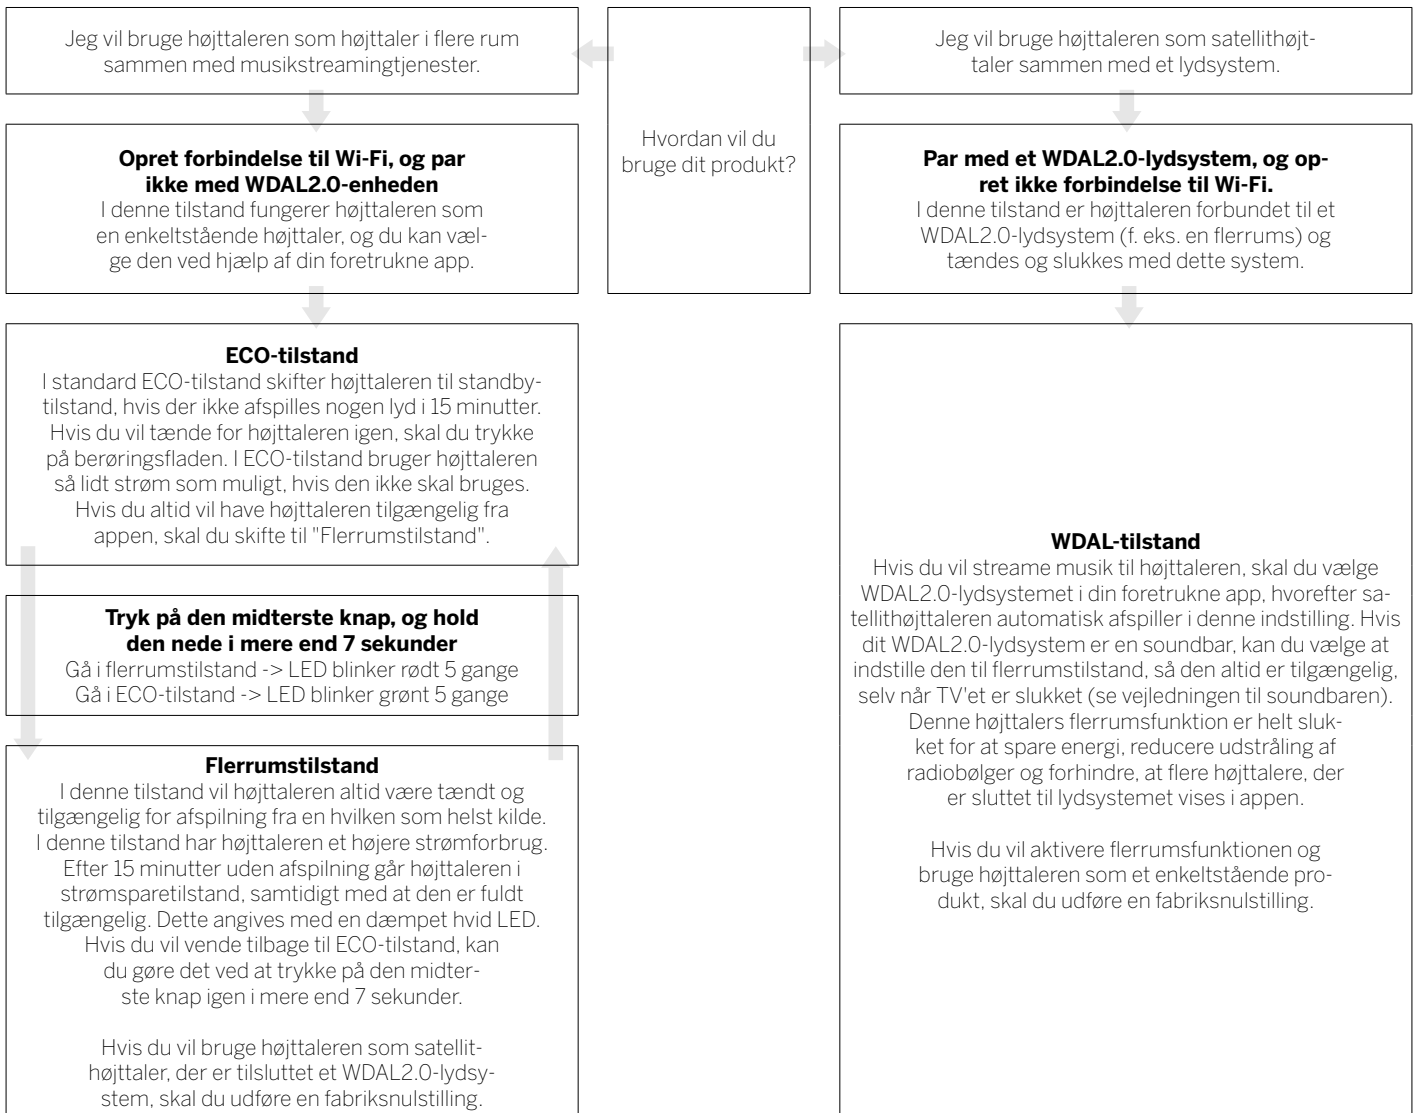 Hvordan vil du
bruge dit produkt?
Jeg vil bruge højttaleren som højttaler i flere rum
sammen med musikstreamingtjenester.
Opret forbindelse til Wi-Fi, og par
ikke med WDAL2.0-enheden
I denne tilstand fungerer højttaleren som
en enkeltstående højttaler, og du kan væl-
ge den ved hjælp af din foretrukne app.
ECO-tilstand
I standard ECO-tilstand skifter højttaleren til standby-
tilstand, hvis der ikke afspilles nogen lyd i 15 minutter.
Hvis du vil tænde for højttaleren igen, skal du trykke
på berøringsfladen. I ECO-tilstand bruger højttaleren
så lidt strøm som muligt, hvis den ikke skal bruges.
Hvis du altid vil have højttaleren tilgængelig fra
appen, skal du skifte til "Flerrumstilstand".
Tryk på den midterste knap, og hold
den nede i mere end 7 sekunder
Gå i flerrumstilstand -> LED blinker rødt 5 gange
Gå i ECO-tilstand -> LED blinker grønt 5 gange
Flerrumstilstand
I denne tilstand vil højttaleren altid være tændt og
tilgængelig for afspilning fra en hvilken som helst kilde.
I denne tilstand har højttaleren et højere strømforbrug.
Efter 15 minutter uden afspilning går højttaleren i
strømsparetilstand, samtidigt med at den er fuldt
tilgængelig. Dette angives med en dæmpet hvid LED.
Hvis du vil vende tilbage til ECO-tilstand, kan
du gøre det ved at trykke på den midter-
ste knap igen i mere end 7 sekunder.
Hvis du vil bruge højttaleren som satellit-
højttaler, der er tilsluttet et WDAL2.0-lydsy-
stem, skal du udføre en fabriksnulstilling.
Jeg vil bruge højttaleren som satellithøjt-
taler sammen med et lydsystem.
Par med et WDAL2.0-lydsystem, og op-
ret ikke forbindelse til Wi-Fi.
I denne tilstand er højttaleren forbundet til et
WDAL2.0-lydsystem (f. eks. en flerrums) og
tændes og slukkes med dette system.
WDAL-tilstand
Hvis du vil streame musik til højttaleren, skal du vælge
WDAL2.0-lydsystemet i din foretrukne app, hvorefter sa-
tellithøjttaleren automatisk afspiller i denne indstilling. Hvis
dit WDAL2.0-lydsystem er en soundbar, kan du vælge at
indstille den til flerrumstilstand, så den altid er tilgængelig,
selv når TV'et er slukket (se vejledningen til soundbaren).
Denne højttalers flerrumsfunktion er helt sluk-
ket for at spare energi, reducere udstråling af
radiobølger og forhindre, at flere højttalere, der
er sluttet til lydsystemet vises i appen.
Hvis du vil aktivere flerrumsfunktionen og
bruge højttaleren som et enkeltstående pro-
dukt, skal du udføre en fabriksnulstilling.